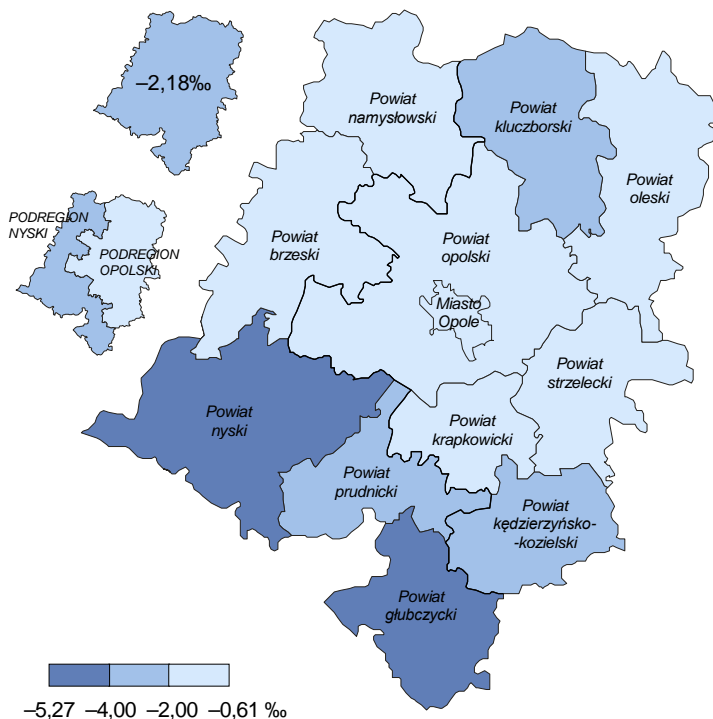 –2,18‰
Powiat
namysłowski
Powiat
kluczborski
Powiat
oleski
PODREGION
NYSKI
PODREGION
OPOLSKI
Powiat
brzeski
Powiat
opolski
Miasto
Opole
Powiat
strzelecki
Powiat
nyski
Powiat
krapkowicki
Powiat
prudnicki
Powiat
kędzierzyńsko-
-kozielski
Powiat
głubczycki
–5,27 –4,00 –2,00 –0,61 ‰